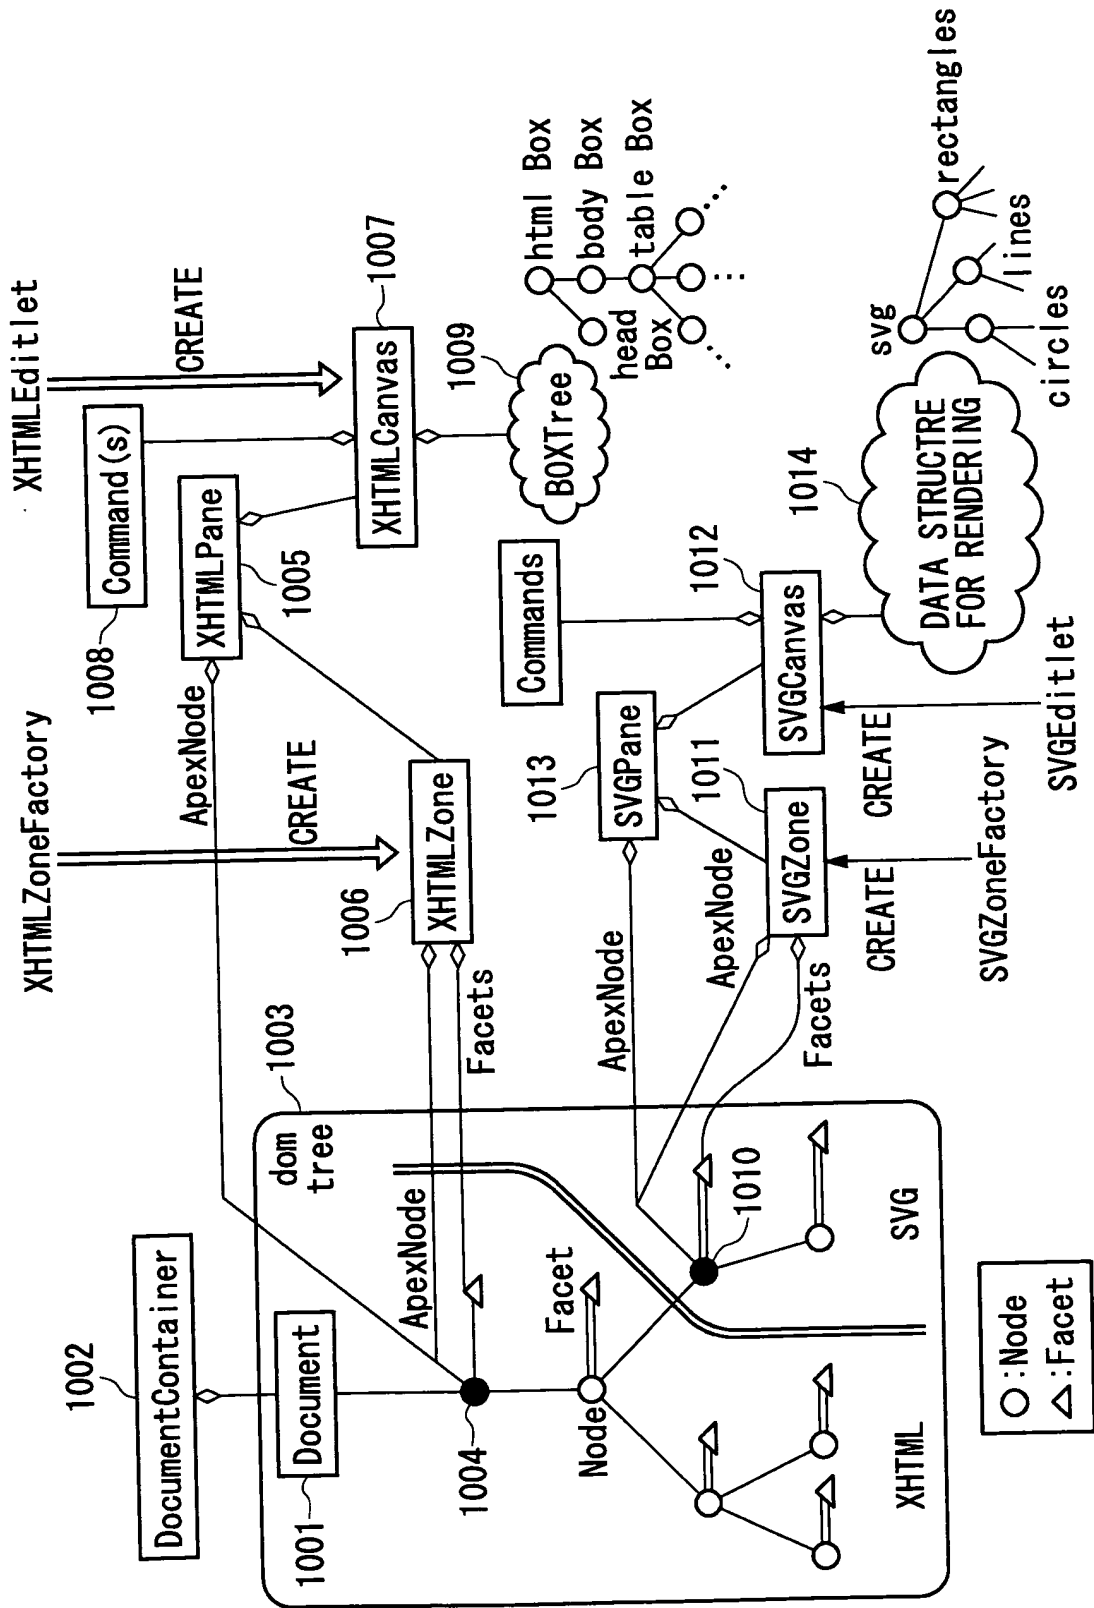 XHTMLEditlet
CREATE
Command(s)
1008
XHTMLPane
1005
XHTMLCanvas
1007
1009
BOXTree
html Box
body Box
table Box
head
Box
XHTMLZoneFactory
CREATE
ApexNode
1006
XHTMLZone
Facets
1002
DocumentContainer
1001
Document
1003
dom
tree
ApexNode
1004
Node
Facet
1010
XHTML
SVG
ApexNode
ApexNode
Facets
Commands
1013
SVGPane
1011
SVGZone
1012
SVGCanvas
1014
DATA STRUCTRE
FOR RENDERING
svg
rectangles
lines
circles
CREATE
SVGZoneFactory
CREATE
SVGEditlet
:Node
:Facet